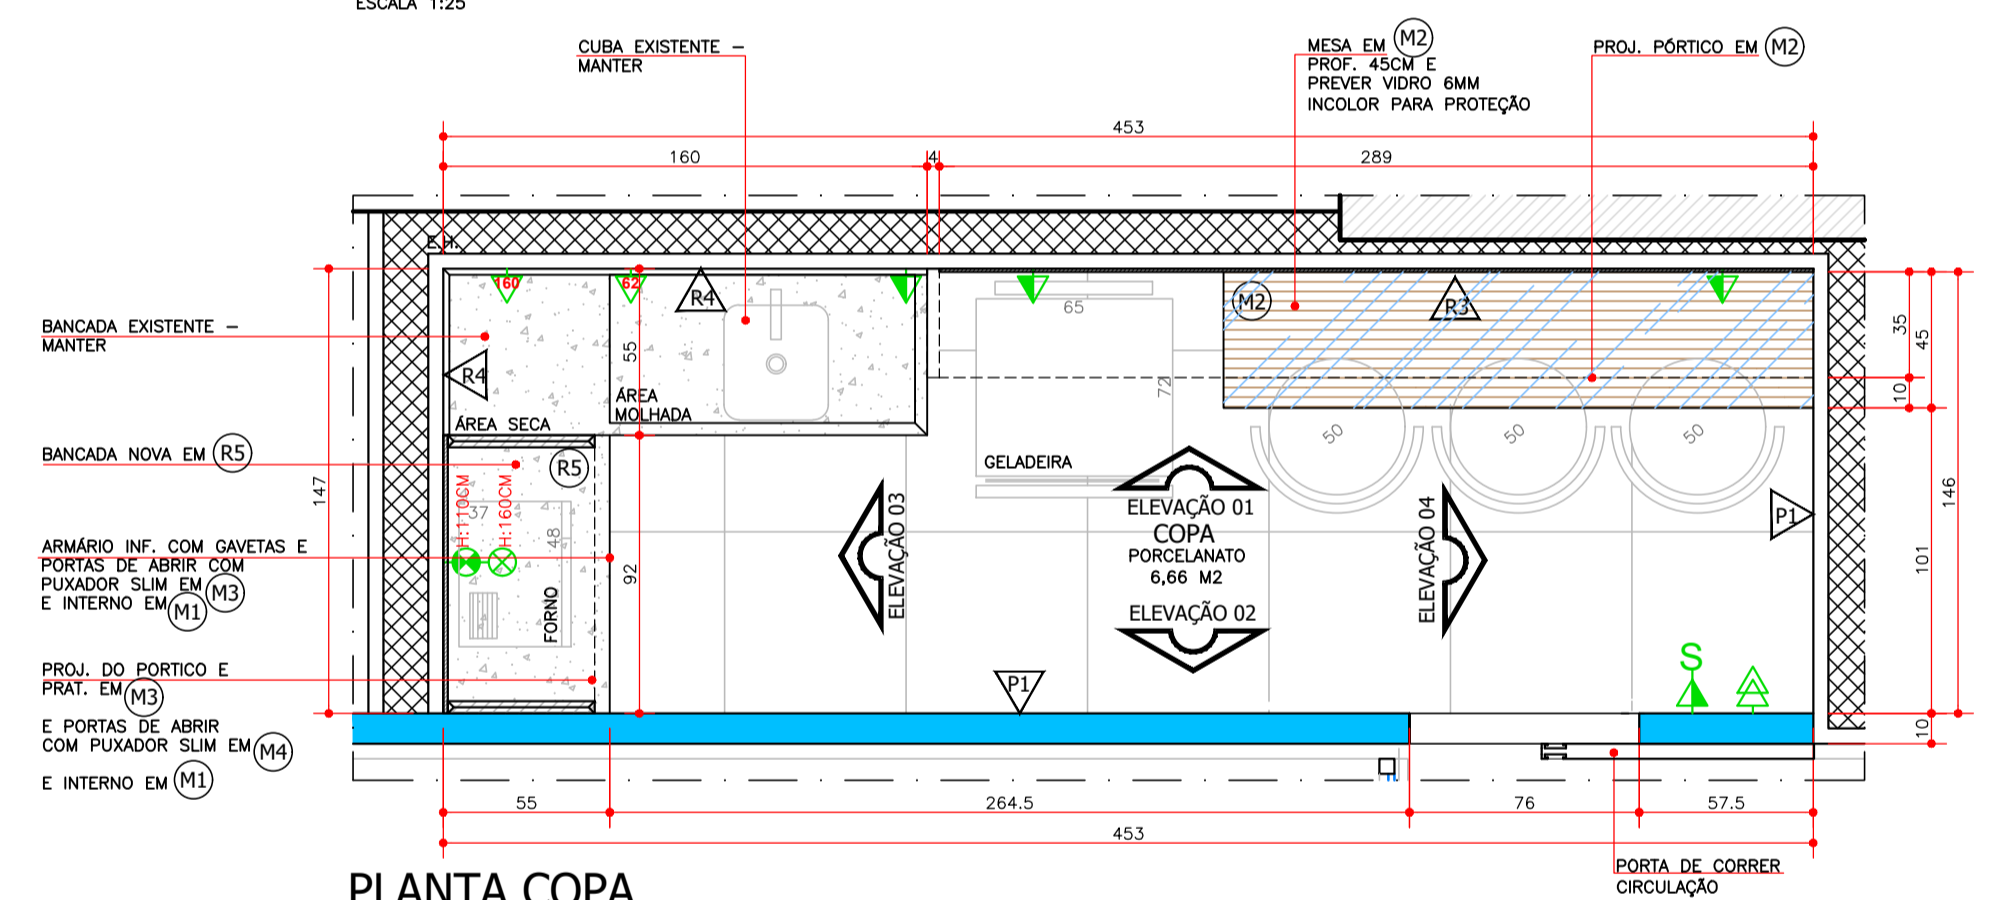 ESCALA 1:25
CUBA EXISTENTE –
MANTER
MESA EM M2
PROF. 45CM E
PREVER VIDRO 6MM
INCOLOR PARA PROTEÇÃO
PROJ. PÓRTICO EM M2
453
160
4
289
E.H.
160
62
R4
65
M2
R3
35
45
BANCADA EXISTENTE –
MANTER
55
R4
72
10
ÁREA
MOLHADA
ÁREA SECA
50
50
50
BANCADA NOVA EM R5
R5
GELADEIRA
147
H:110CM
37
H:160CM
48
ELEVAÇÃO 03
ELEVAÇÃO 01
COPA
PORCELANATO
6,66 M2
ELEVAÇÃO 02
ELEVAÇÃO 04
P1
146
101
ARMÁRIO INF. COM GAVETAS E
PORTAS DE ABRIR COM
PUXADOR SLIM EM M3
E INTERNO EM M1
92
FORNO
S
PROJ. DO PORTICO E
PRAT. EM M3
P1
E PORTAS DE ABRIR
COM PUXADOR SLIM EM M4
E INTERNO EM M1
10
55
264.5
76
57.5
453
PORTA DE CORRER
CIRCULAÇÃO
PLANTA COPA